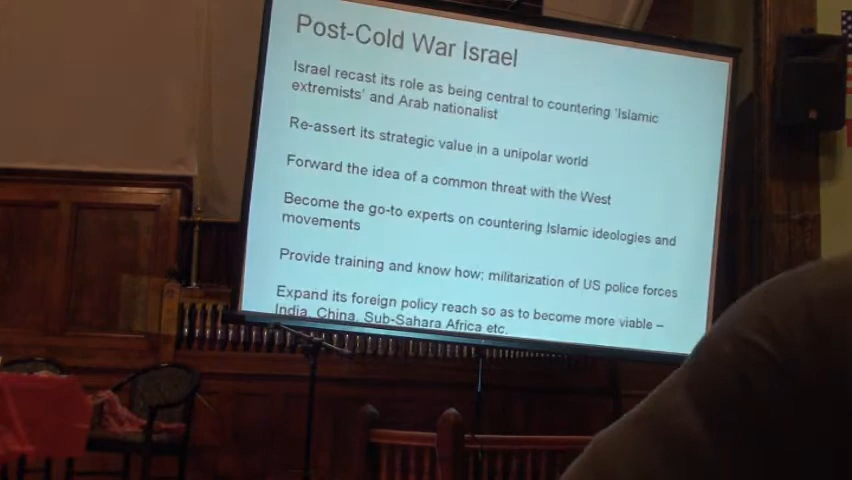 Post-Cold War Israel
Israel recast its role as being central to countering 'Islamic
extremists' and Arab nationalist
Re-assert its strategic value in a unipolar world
Forward the idea of a common threat with the West
Become the go-to experts on countering Islamic ideologies and
movements
Provide training and know how; militarization of US police forces
Expand its foreign policy reach so as to become more viable –
India, China, Sub-Sahara Africa etc.